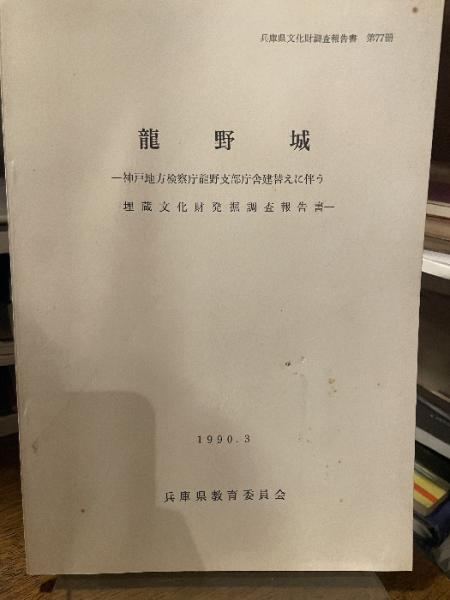 兵庫県文化財調査報告書 第77冊
龍野城
―神戸地方検察庁龍野支部庁舎建替えに伴う
埋蔵文化財発掘調査報告書―
1990.3
兵庫県教育委員会